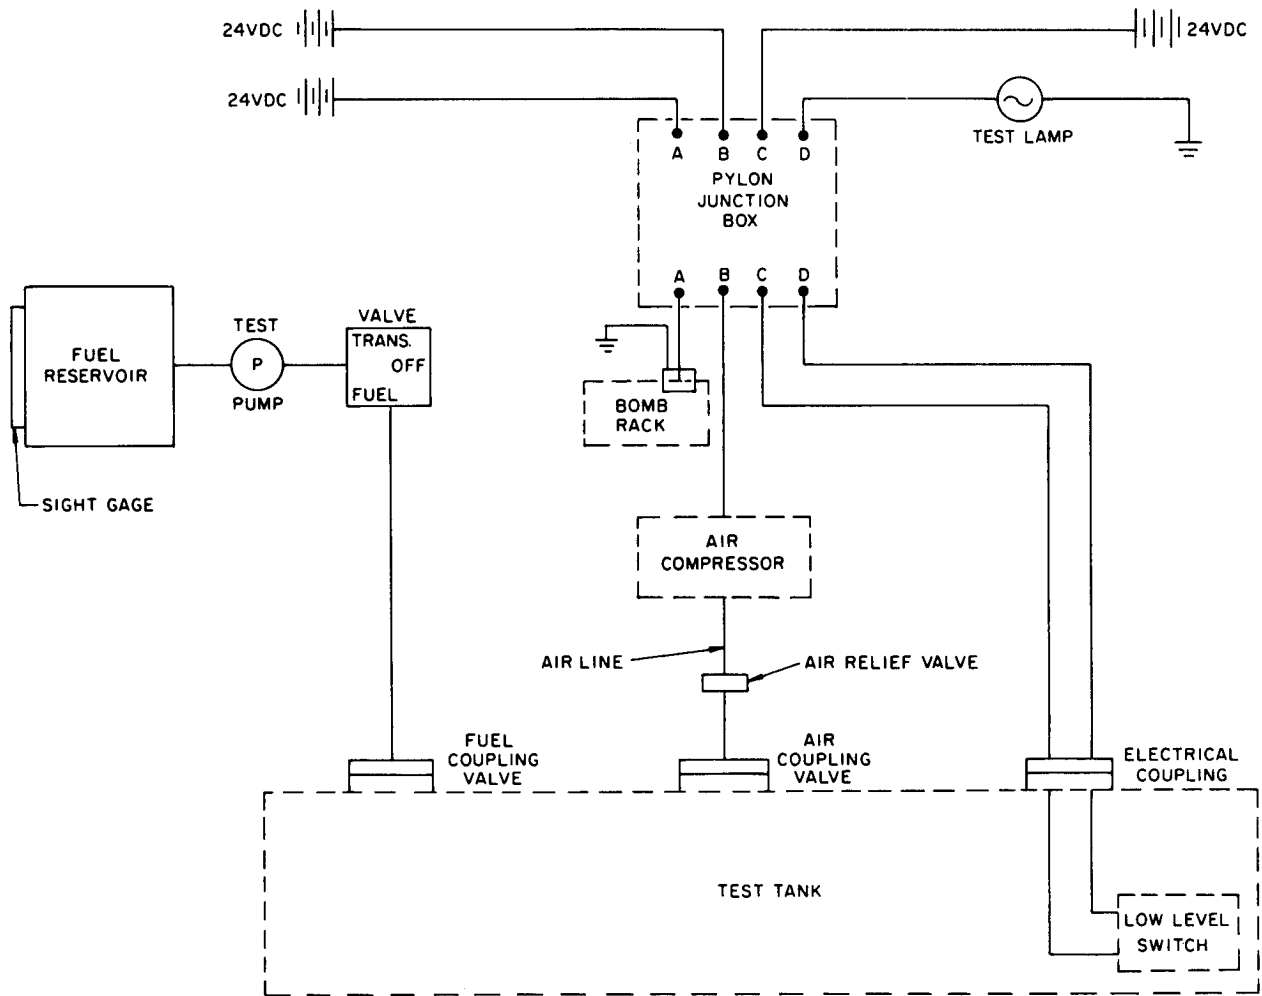 24VDC
24VDC
24VDC
TEST LAMP
A B C D
PYLON
JUNCTION
BOX
A B C D
FUEL
RESERVOIR
SIGHT GAGE
TEST
P
PUMP
VALVE
TRANS.
OFF
FUEL
BOMB
RACK
AIR
COMPRESSOR
AIR LINE
AIR RELIEF VALVE
FUEL
COUPLING
VALVE
AIR
COUPLING
VALVE
ELECTRICAL
COUPLING
TEST TANK
LOW LEVEL
SWITCH